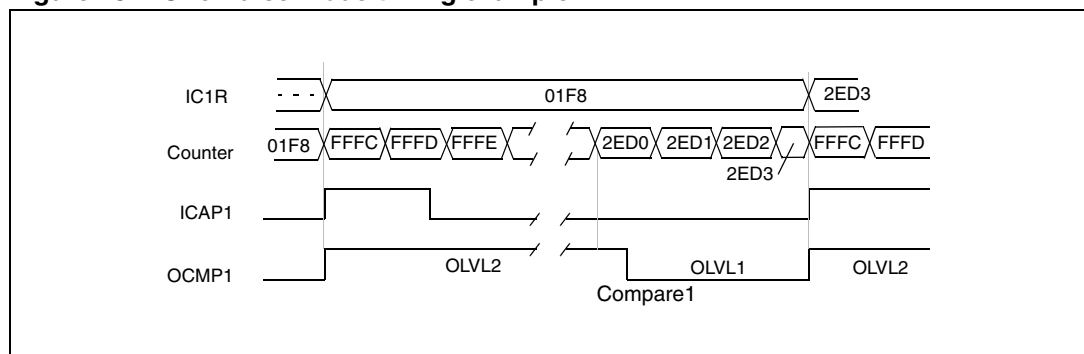 IC1R - - - 01F8 2ED3
Counter 01F8 FFFC FFFD FFFE 2ED0 2ED1 2ED2 FFFC FFFD
2ED3
ICAP1
OCMP1 OLVL2 OLVL1 OLVL2
Compare1